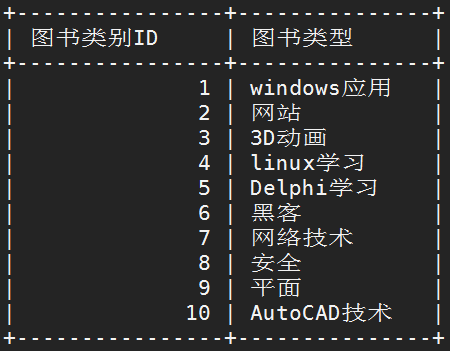 +----------------+----------------+
| 图书类别ID | 图书类型 |
+----------------+----------------+
| 1 | windows应用 |
| 2 | 网站 |
| 3 | 3D动画 |
| 4 | linux学习 |
| 5 | Delphi学习 |
| 6 | 黑客 |
| 7 | 网络技术 |
| 8 | 安全 |
| 9 | 平面 |
| 10 | AutoCAD技术 |
+----------------+----------------+